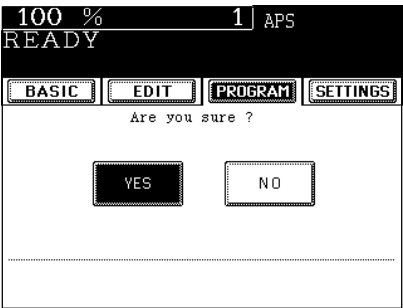 100 % 1 APS
READY
BASIC EDIT PROGRAM SETTINGS
Are you sure ?
YES NO